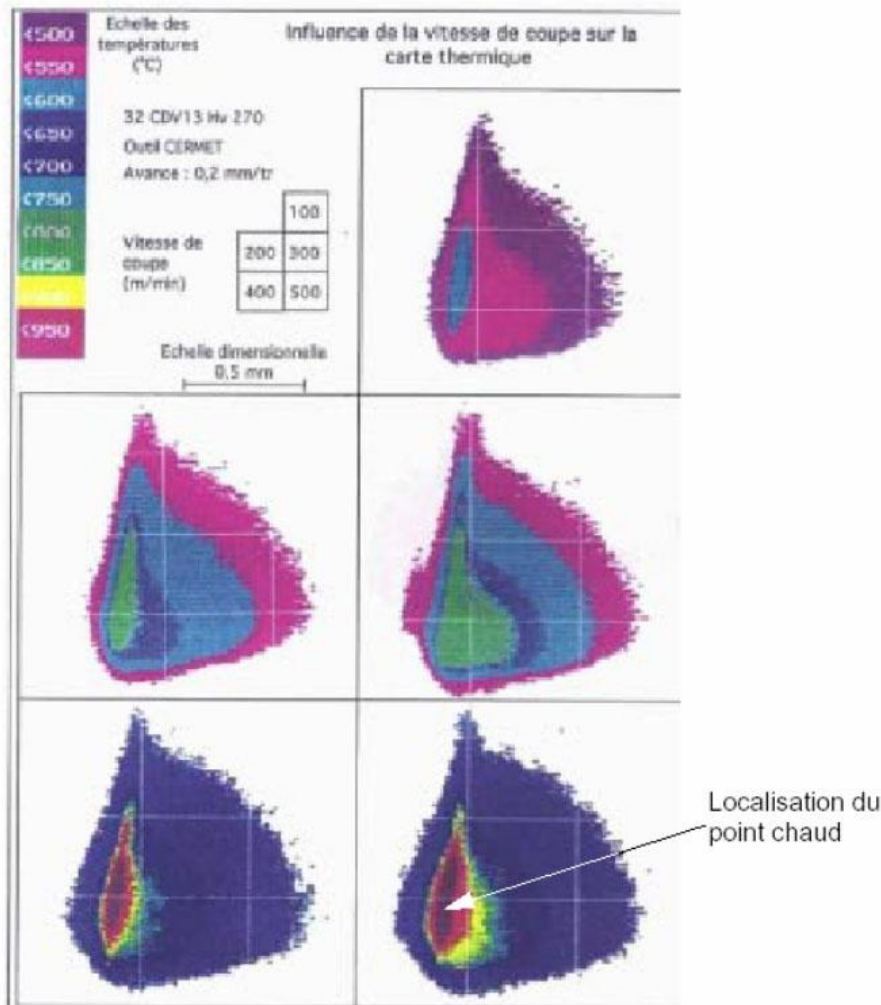 <500
<550
<600
<650
<700
<750
<850
<950
Echelle des
températures
(°C)
Influence de la vitesse de coupe sur la
carte thermique
32 CDV13 Hv 270
Outil CERMET
Avance : 0,2 mm/tr
Vitesse de
coupe
(m/min)
100
200 300
400 500
Echelle dimensionnelle
0,5 mm
Localisation du
point chaud